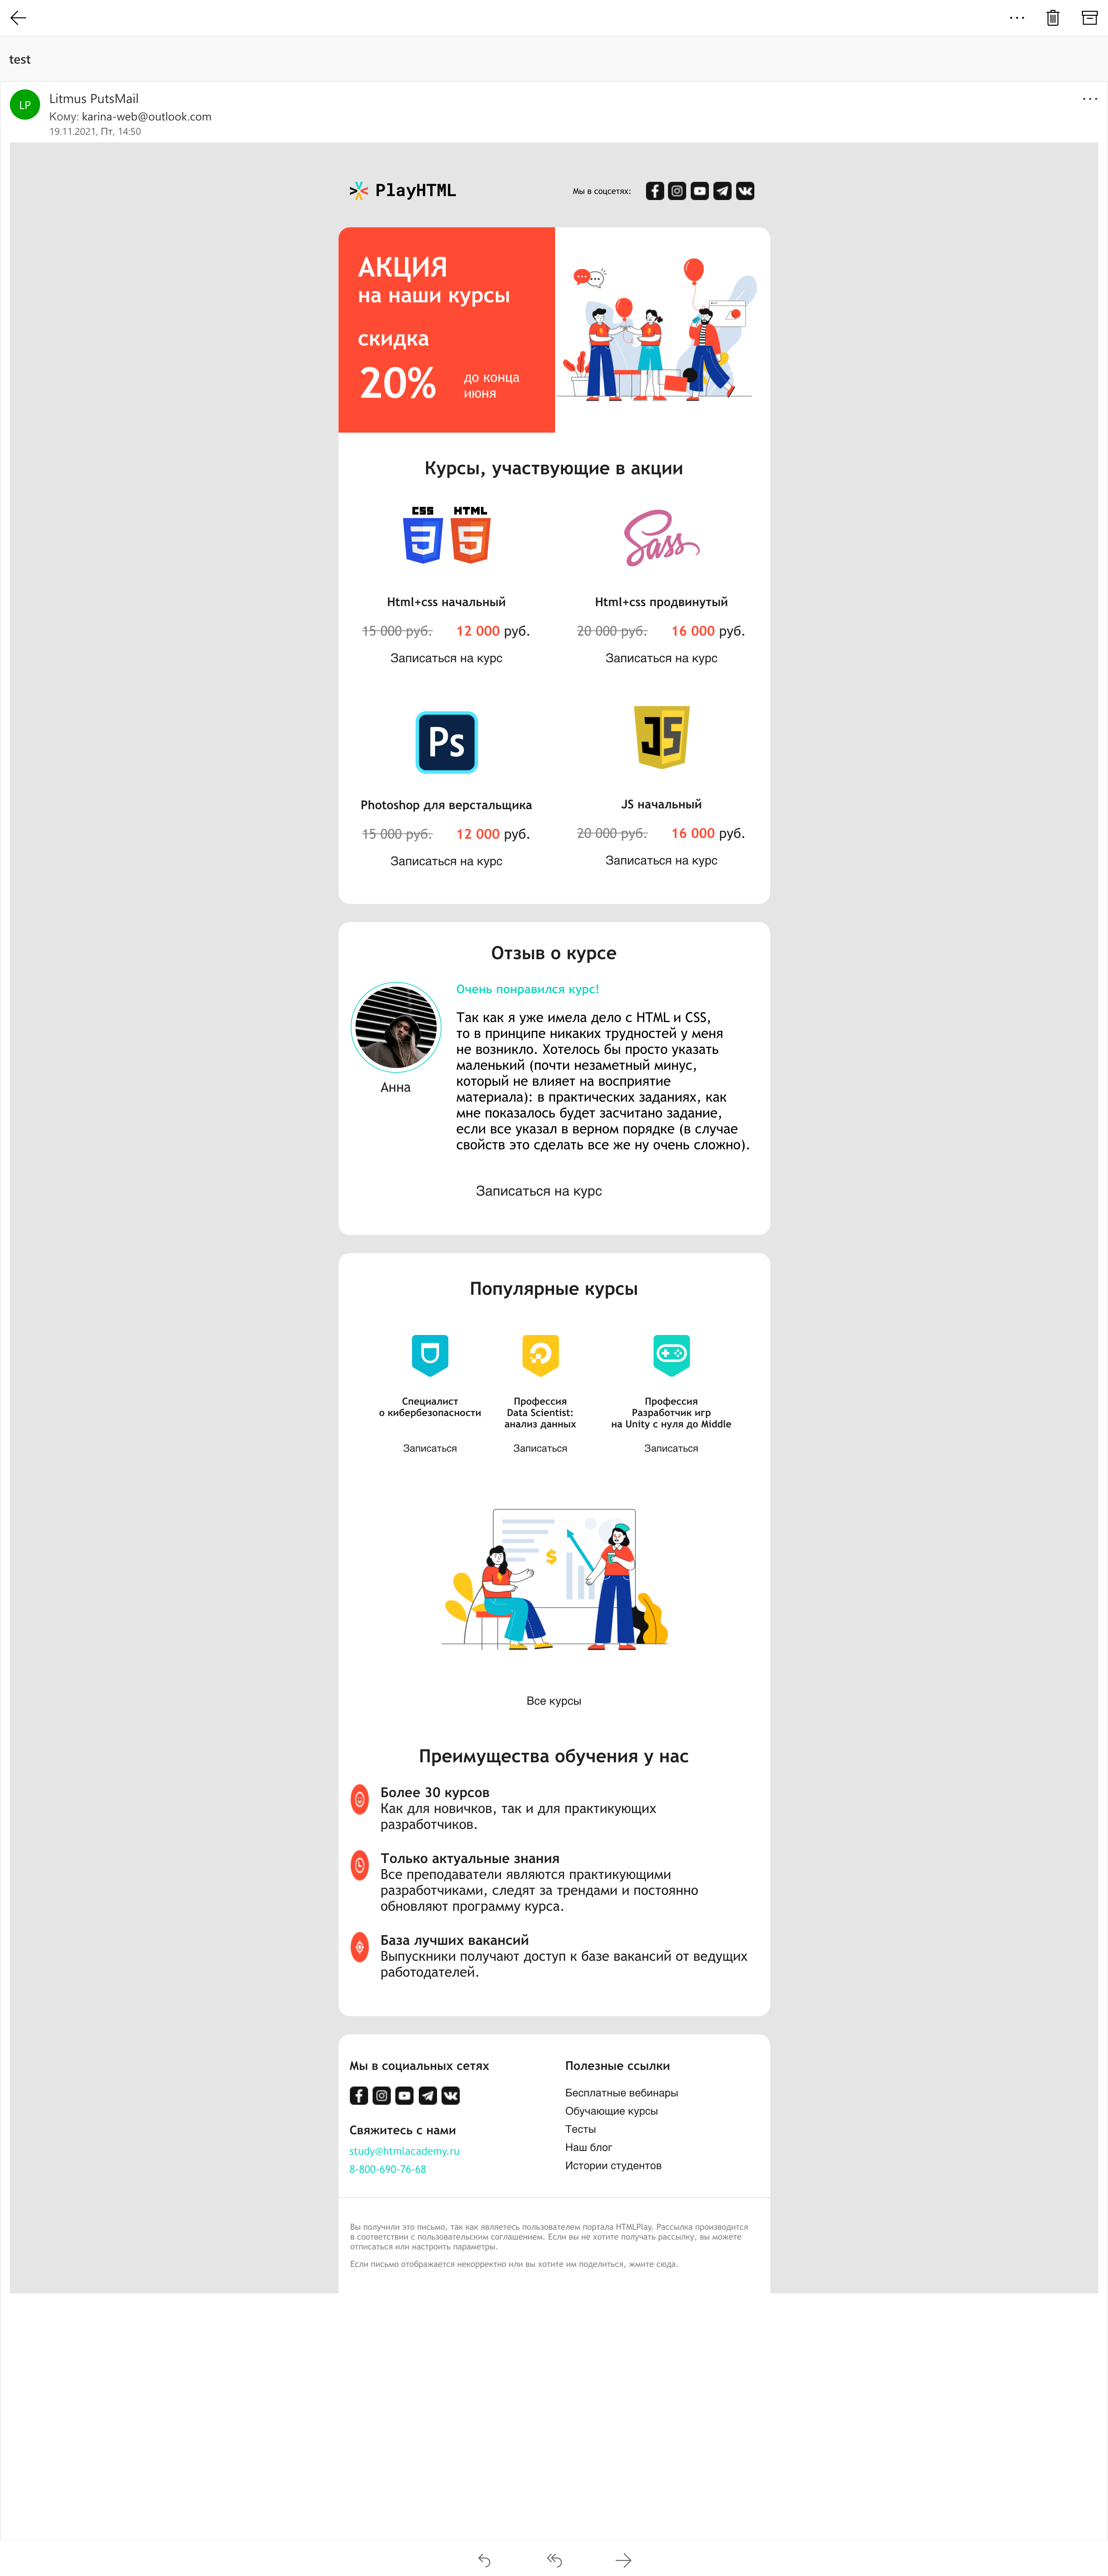 test
LP
Litmus PutsMail
Кому: karina-web@outlook.com
19.11.2021, Пт, 14:50
PlayHTML
Мы в соцсетях:
АКЦИЯ
на наши курсы
скидка
20%
до конца
июня
Курсы, участвующие в акции
CSS HTML
Sass
Html+css начальный
15 000 руб. 12 000 руб.
Записаться на курс
Html+css продвинутый
20 000 руб. 16 000 руб.
Записаться на курс
Ps
JS
Photoshop для верстальщика
15 000 руб. 12 000 руб.
Записаться на курс
JS начальный
20 000 руб. 16 000 руб.
Записаться на курс
Отзыв о курсе
Анна
Очень понравился курс!
Так как я уже имела дело с HTML и CSS,
то в принципе никаких трудностей у меня
не возникло. Хотелось бы просто указать
маленький (почти незаметный минус,
который не влияет на восприятие
материала): в практических заданиях, как
мне показалось будет засчитано задание,
если все указал в верном порядке (в случае
свойств это сделать все же ну очень сложно).
Записаться на курс
Популярные курсы
Специалист
о кибербезопасности
Записаться
Профессия
Data Scientist:
анализ данных
Записаться
Профессия
Разработчик игр
на Unity с нуля до Middle
Записаться
$
Все курсы
Преимущества обучения у нас
Более 30 курсов
Как для новичков, так и для практикующих
разработчиков.
Только актуальные знания
Все преподаватели являются практикующими
разработчиками, следят за трендами и постоянно
обновляют программу курса.
База лучших вакансий
Выпускники получают доступ к базе вакансий от ведущих
работодателей.
Мы в социальных сетях
Свяжитесь с нами
study@htmlacademy.ru
8-800-690-76-68
Полезные ссылки
Бесплатные вебинары
Обучающие курсы
Тесты
Наш блог
Истории студентов
Вы получили это письмо, так как являетесь пользователем портала HTMLPlay. Рассылка производится
в соответствии с пользовательским соглашением. Если вы не хотите получать рассылку, вы можете
отписаться или настроить параметры.
Если письмо отображается некорректно или вы хотите им поделиться, жмите сюда.